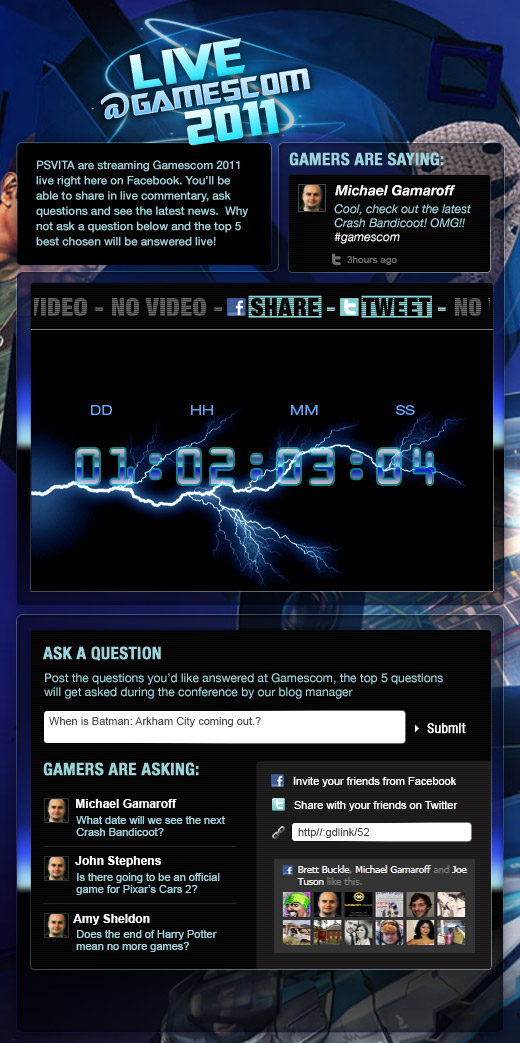 LIVE
@GAMESCOM
2011
PSVITA are streaming Gamescom 2011
live right here on Facebook. You'll be
able to share in live commentary, ask
questions and see the latest news. Why
not ask a question below and the top 5
best chosen will be answered live!
GAMERS ARE SAYING:
Michael Gamaroff
Cool, check out the latest
Crash Bandicoot! OMG!!
#gamescom
3hours ago
VIDEO - NO VIDEO - SHARE - TWEET - NO
DD HH MM SS
01:02:03:04
ASK A QUESTION
Post the questions you'd like answered at Gamescom, the top 5 questions
will get asked during the conference by our blog manager
When is Batman: Arkham City coming out.?
Submit
GAMERS ARE ASKING:
Michael Gamaroff
What date will we see the next
Crash Bandicoot?
John Stephens
Is there going to be an official
game for Pixar's Cars 2?
Amy Sheldon
Does the end of Harry Potter
mean no more games?
Invite your friends from Facebook
Share with your friends on Twitter
http//:gdlink/52
Brett Buckle, Michael Gamaroff and Joe
Tuson like this.